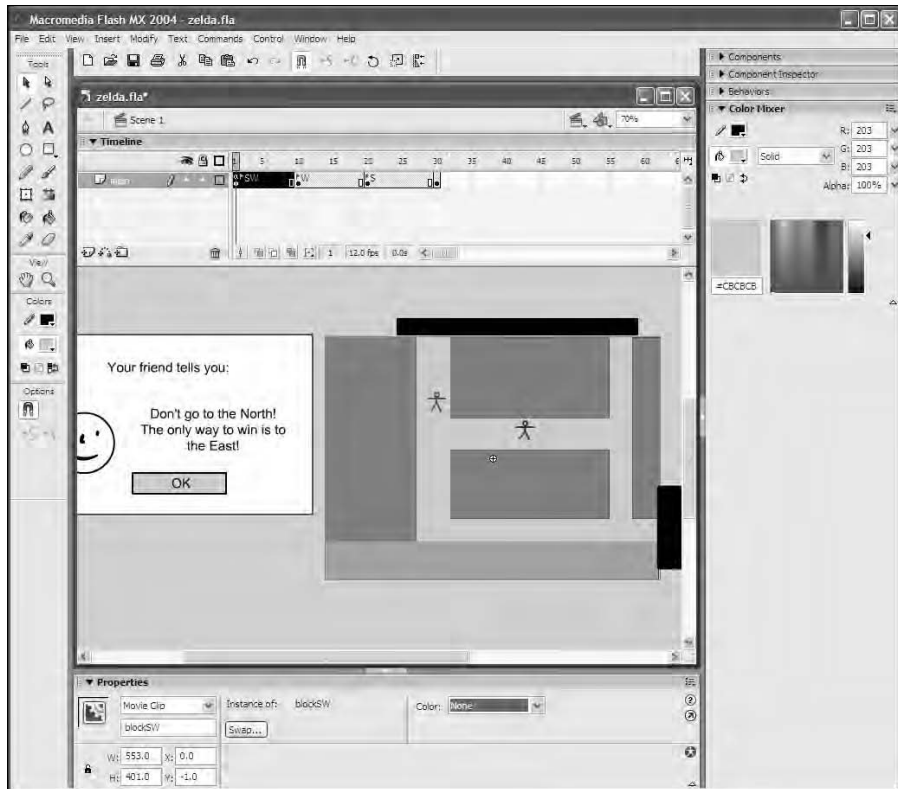 Macromedia Flash MX 2004 - zelda.fla
File Edit View Insert Modify Text Commands Control Window Help
Tools
View
Colors
Options
zelda.fla*
Scene 1
70%
Timeline
1 5 10 15 20 25 30 35 40 45 50 55 60
main
SW W S
1 12.0 fps 0.0s
Your friend tells you:
Don't go to the North!
The only way to win is to
the East!
OK
Components
Component Inspector
Behaviors
Color Mixer
R: 203
Solid
G: 203
B: 203
Alpha: 100%
#CBCBCB
Properties
Movie Clip
Instance of: blockSW
Color: None
blockSW
Swap...
W: 553.0 X: 0.0
H: 401.0 Y: -1.0